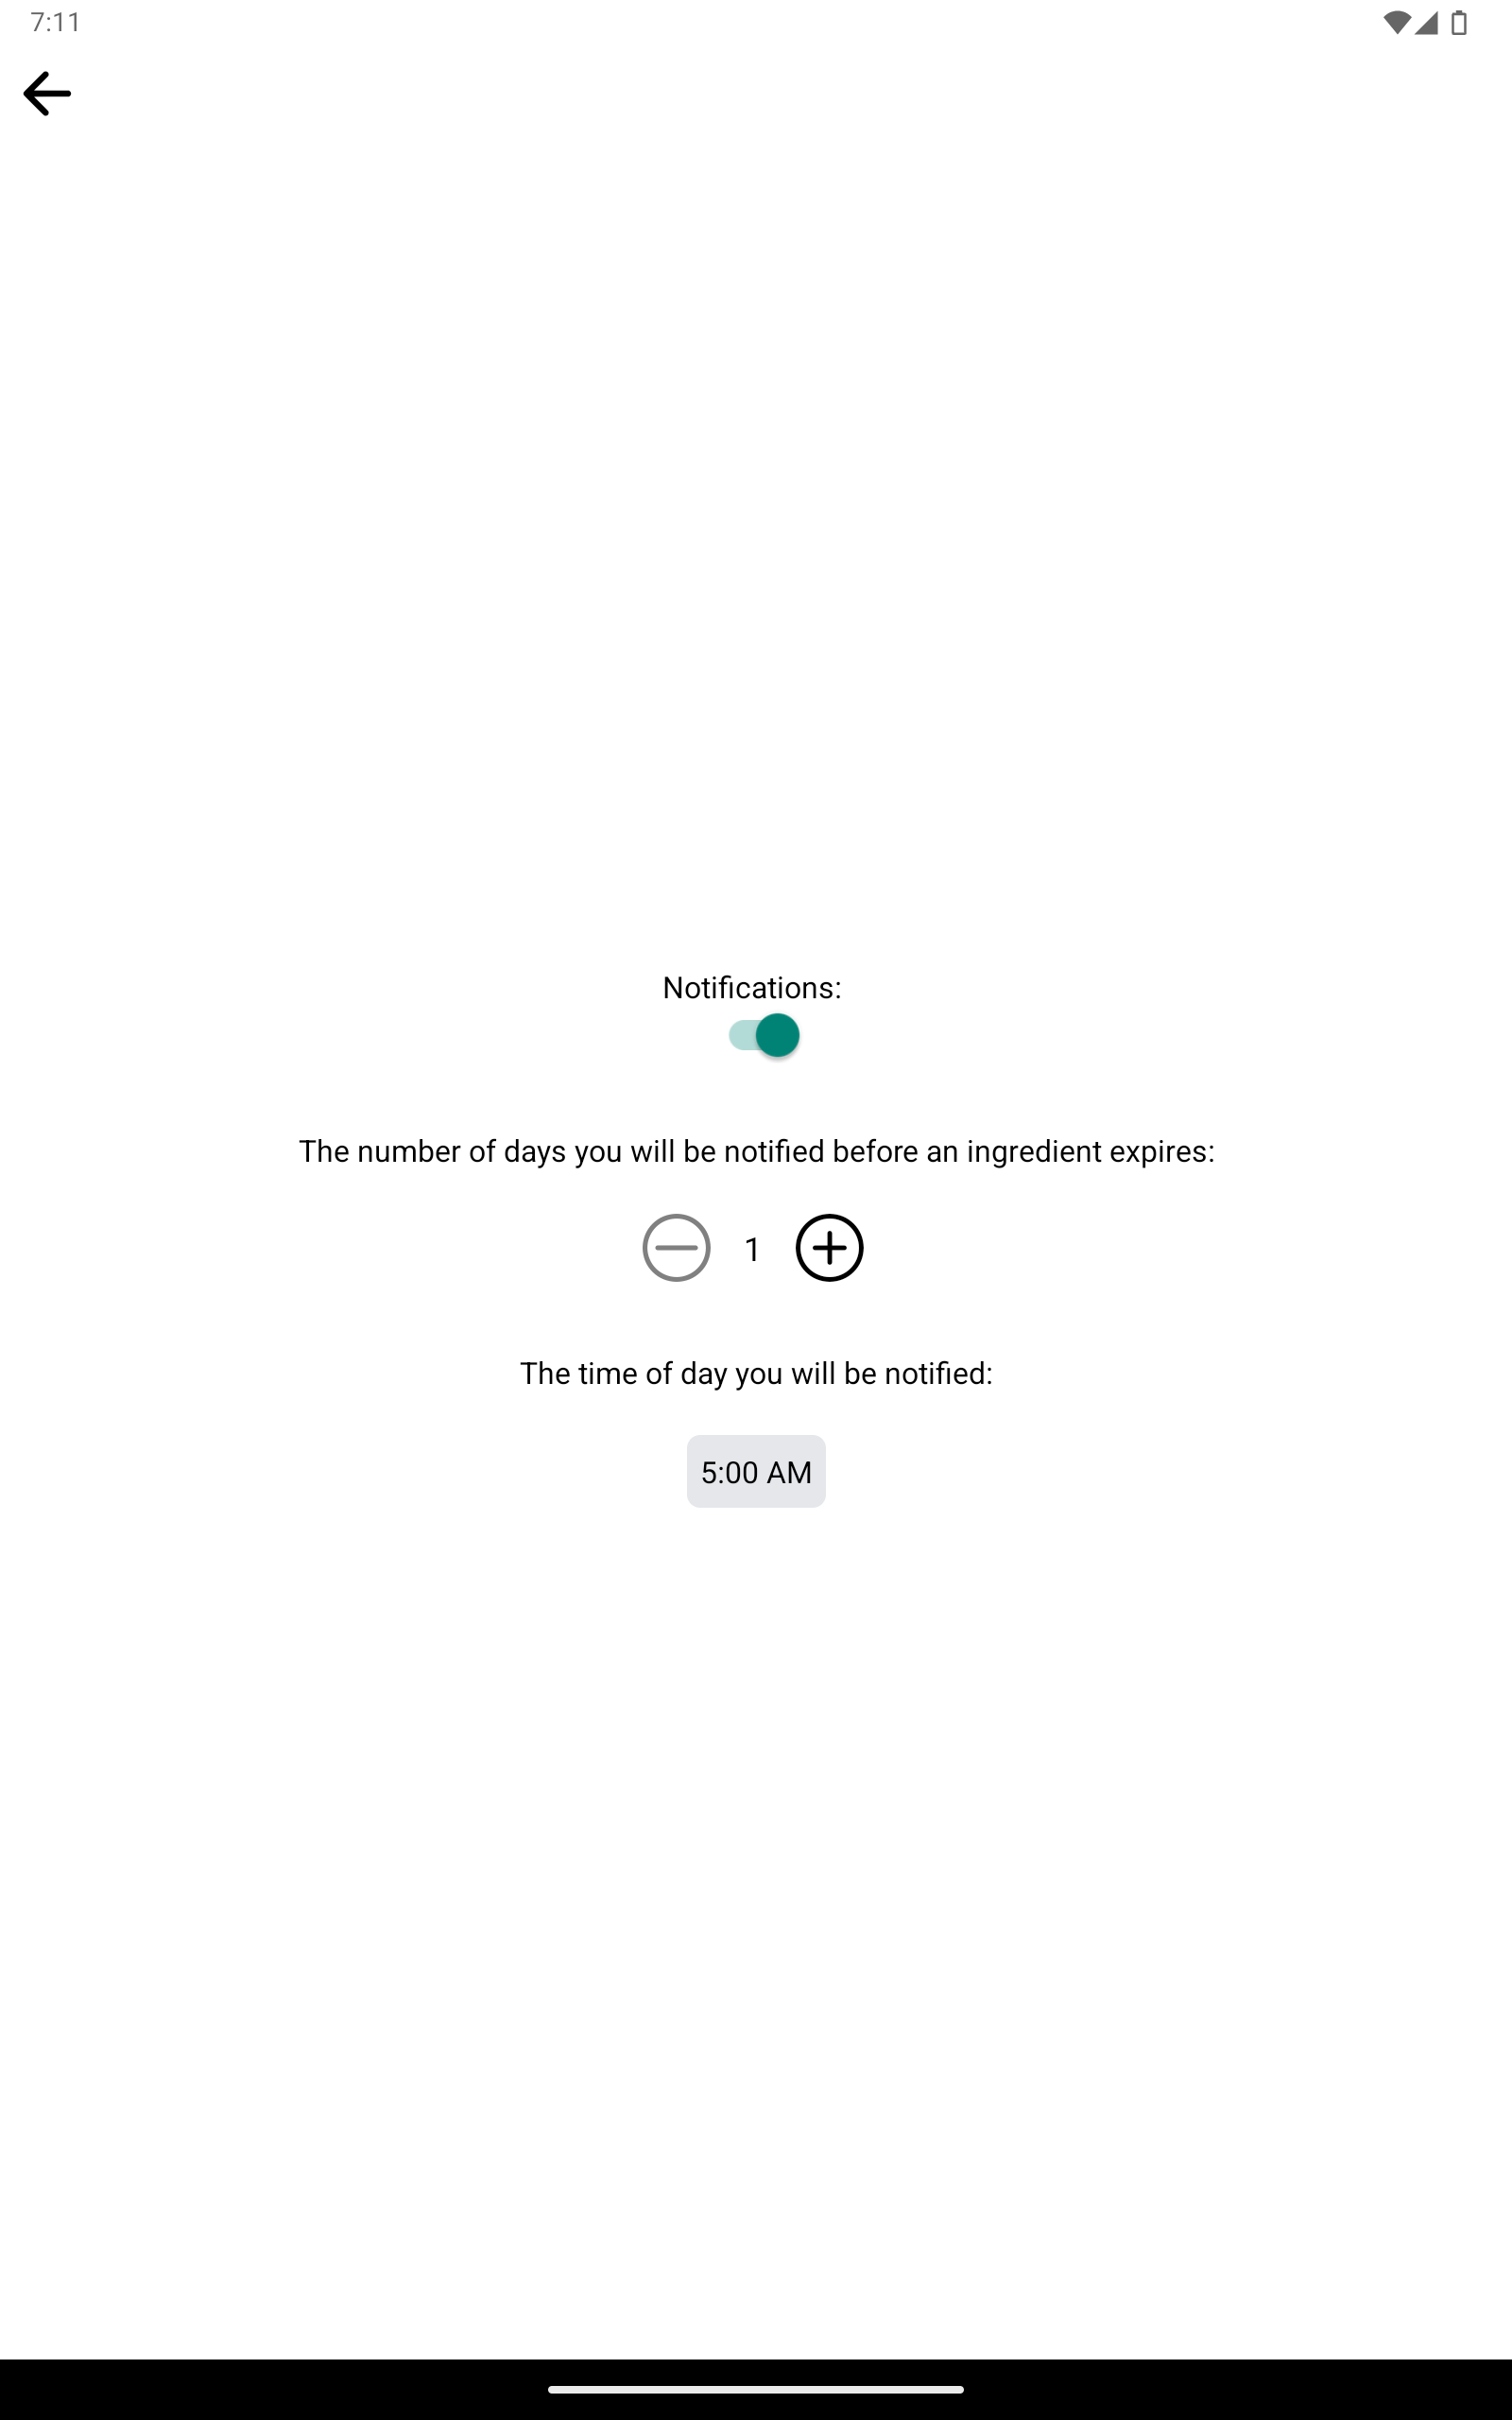 7:11
Notifications:
The number of days you will be notified before an ingredient expires:
1
The time of day you will be notified:
5:00 AM